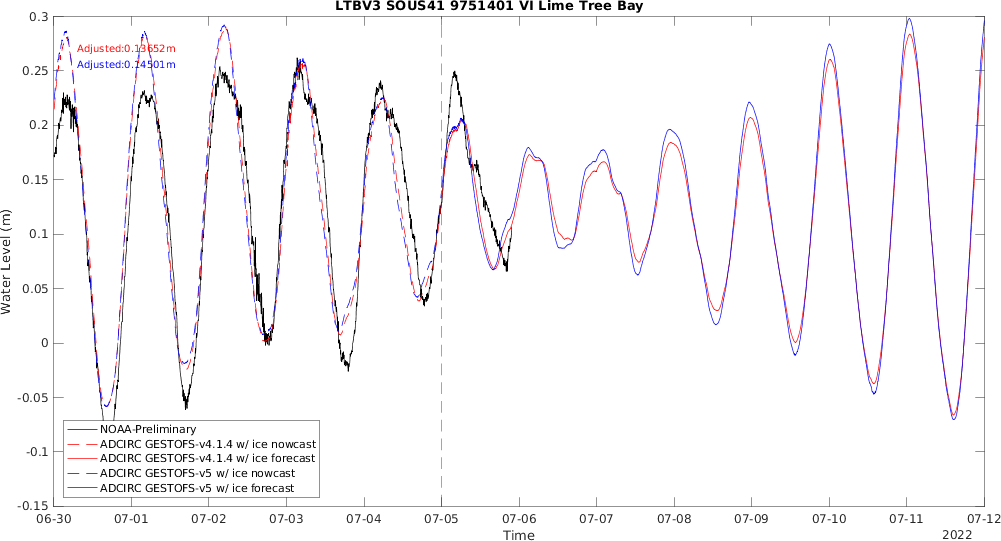 LTBV3 SOUS41 9751401 VI Lime Tree Bay
Adjusted:0.13652m
Adjusted:0.14501m
Water Level (m)
0.3
0.25
0.2
0.15
0.1
0.05
0
-0.05
-0.1
-0.15
NOAA-Preliminary
ADCIRC GESTOFS-v4.1.4 w/ ice nowcast
ADCIRC GESTOFS-v4.1.4 w/ ice forecast
ADCIRC GESTOFS-v5 w/ ice nowcast
ADCIRC GESTOFS-v5 w/ ice forecast
06-30 07-01 07-02 07-03 07-04 07-05 07-06 07-07 07-08 07-09 07-10 07-11 07-12
Time
2022